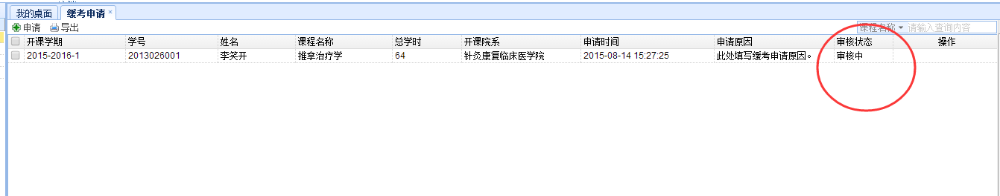 我的桌面 缓考申请
申请 导出 课程名称 请输入查询内容
开课学期 学号 姓名 课程名称 总学时 开课院系 申请时间 申请原因 审核状态 操作
2015-2016-1 2013026001 李笑开 推拿治疗学 64 针灸康复临床医学院 2015-08-14 15:27:25 此处填写缓考申请原因。 审核中